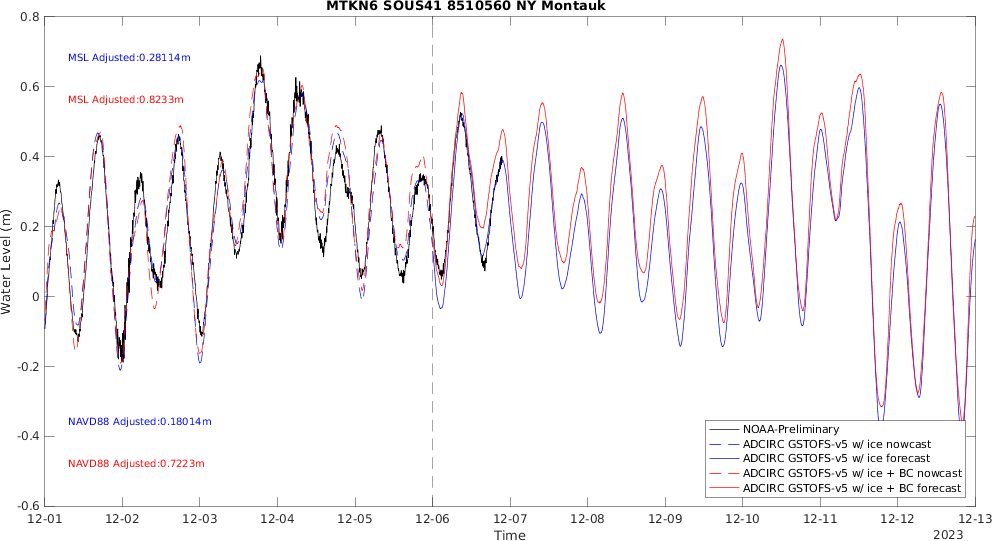 MTKN6 SOUS41 8510560 NY Montauk
0.8
0.6
0.4
0.2
0
-0.2
-0.4
-0.6
Water Level (m)
MSL Adjusted:0.28114m
MSL Adjusted:0.8233m
NAVD88 Adjusted:0.18014m
NAVD88 Adjusted:0.7223m
NOAA-Preliminary
ADCIRC GSTOFS-v5 w/ ice nowcast
ADCIRC GSTOFS-v5 w/ ice forecast
ADCIRC GSTOFS-v5 w/ ice + BC nowcast
ADCIRC GSTOFS-v5 w/ ice + BC forecast
12-01 12-02 12-03 12-04 12-05 12-06 12-07 12-08 12-09 12-10 12-11 12-12 12-13
Time
2023